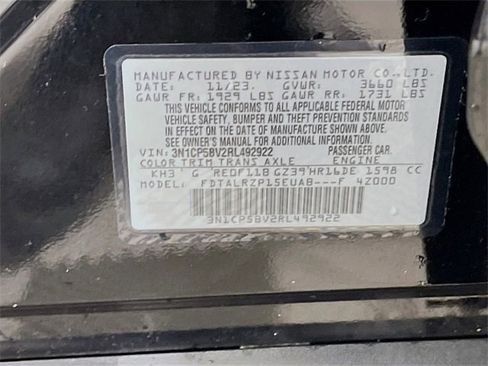 MANUFACTURED BY NISSAN MOTOR CO.,LTD.
DATE: 11/23. GVWR: 3660 LBS
GAWR FR: 1929 LBS GAWR RR: 1731 LBS
THIS VEHICLE CONFORMS TO ALL APPLICABLE FEDERAL MOTOR
VEHICLE SAFETY, BUMPER AND THEFT PREVENTION STANDARDS
IN EFFECT ON THE DATE OF MANUFACTURE SHOWN ABOVE.
SEE OWNER'S MANUAL FOR ADDITIONAL INFORMATION.
VIN: 3N1CP5BV2RL492922 PASSENGER CAR
COLOR TRIM TRANS AXLE ENGINE
KH3 G RE0F11B GZ39 HR16DE 1598 CC
MODEL: FDTALRZP15EUAB---F 4Z000
3N1CP5BV2RL492922